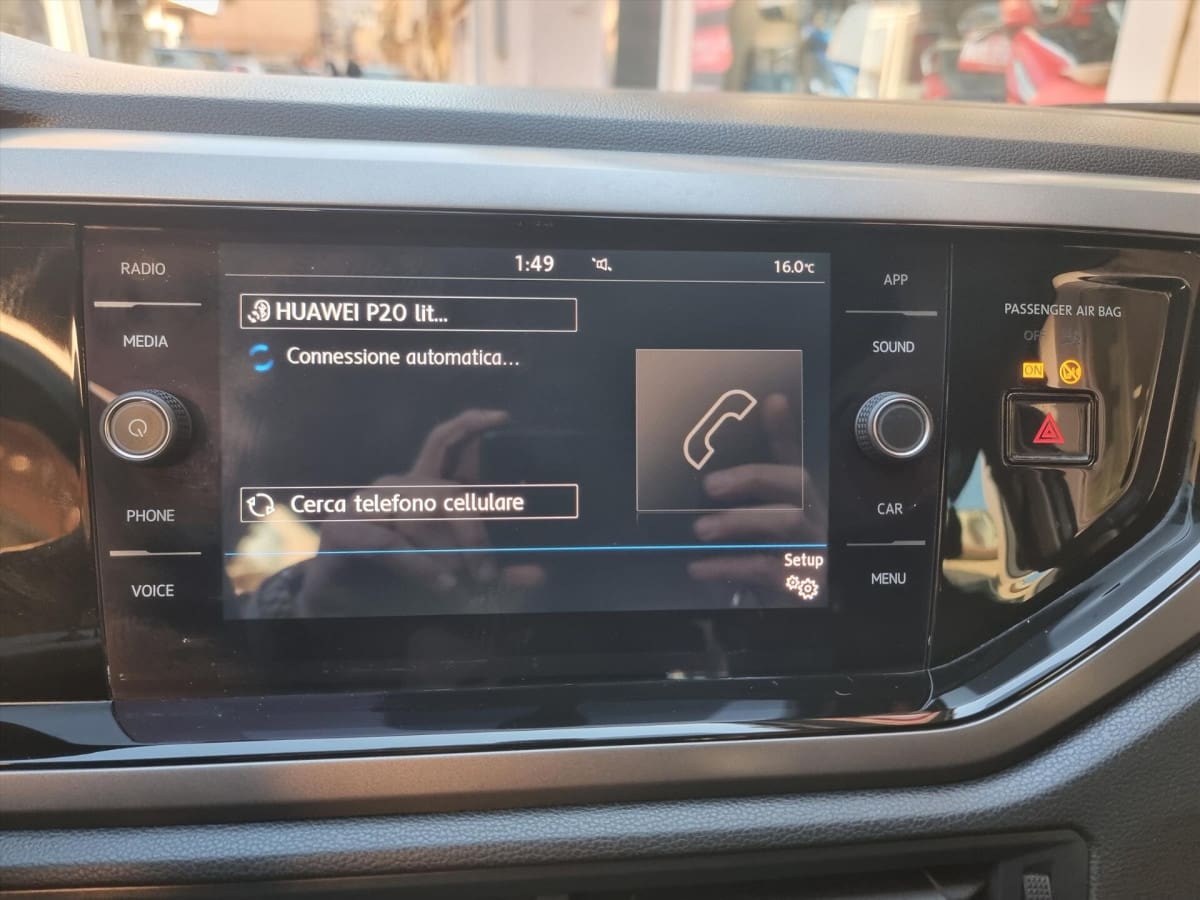 RADIO
MEDIA
PHONE
VOICE
1:49
16.0°C
HUAWEI P20 lit...
Connessione automatica...
Cerca telefono cellulare
Setup
APP
SOUND
CAR
MENU
PASSENGER AIR BAG
OFF
ON